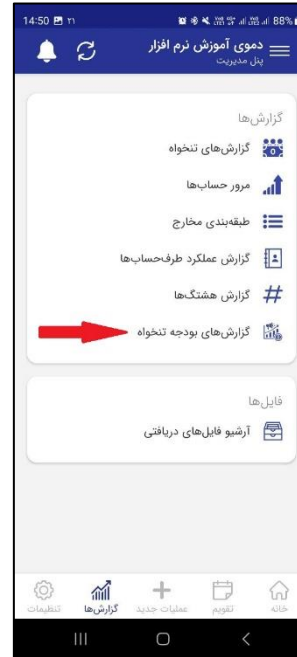 14:50 ۲۱ 88%
دموی آموزش نرم افزار
پنل مدیریت
گزارش‌ها
گزارش‌های تنخواه
مرور حساب‌ها
طبقه‌بندی مخارج
گزارش عملکرد طرف‌حساب‌ها
گزارش هشتگ‌ها
گزارش‌های بودجه تنخواه
فایل‌ها
آرشیو فایل‌های دریافتی
خانه
تقویم
عملیات جدید
گزارش‌ها
تنظیمات